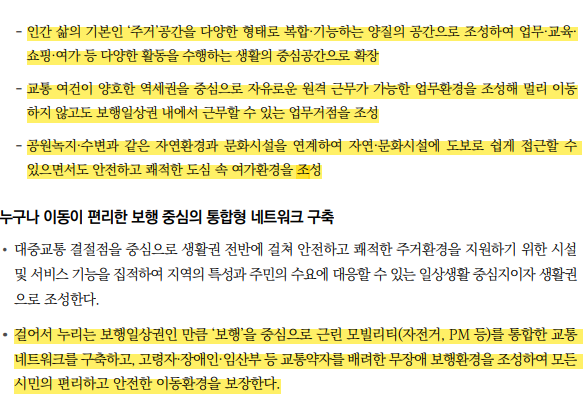 - 인간 삶의 기본인 '주거'공간을 다양한 형태로 복합·기능하는 양질의 공간으로 조성하여 업무·교육·
쇼핑·여가 등 다양한 활동을 수행하는 생활의 중심공간으로 확장
- 교통 여건이 양호한 역세권을 중심으로 자유로운 원격 근무가 가능한 업무환경을 조성해 멀리 이동
하지 않고도 보행일상권 내에서 근무할 수 있는 업무거점을 조성
- 공원녹지·수변과 같은 자연환경과 문화시설을 연계하여 자연·문화시설에 도보로 쉽게 접근할 수
있으면서도 안전하고 쾌적한 도심 속 여가환경을 조성
누구나 이동이 편리한 보행 중심의 통합형 네트워크 구축
• 대중교통 결절점을 중심으로 생활권 전반에 걸쳐 안전하고 쾌적한 주거환경을 지원하기 위한 시설
및 서비스 기능을 집적하여 지역의 특성과 주민의 수요에 대응할 수 있는 일상생활 중심지이자 생활권
으로 조성한다.
• 걸어서 누리는 보행일상권인 만큼 '보행'을 중심으로 근린 모빌리티(자전거, PM 등)를 통합한 교통
네트워크를 구축하고, 고령자·장애인·임산부 등 교통약자를 배려한 무장애 보행환경을 조성하여 모든
시민의 편리하고 안전한 이동환경을 보장한다.